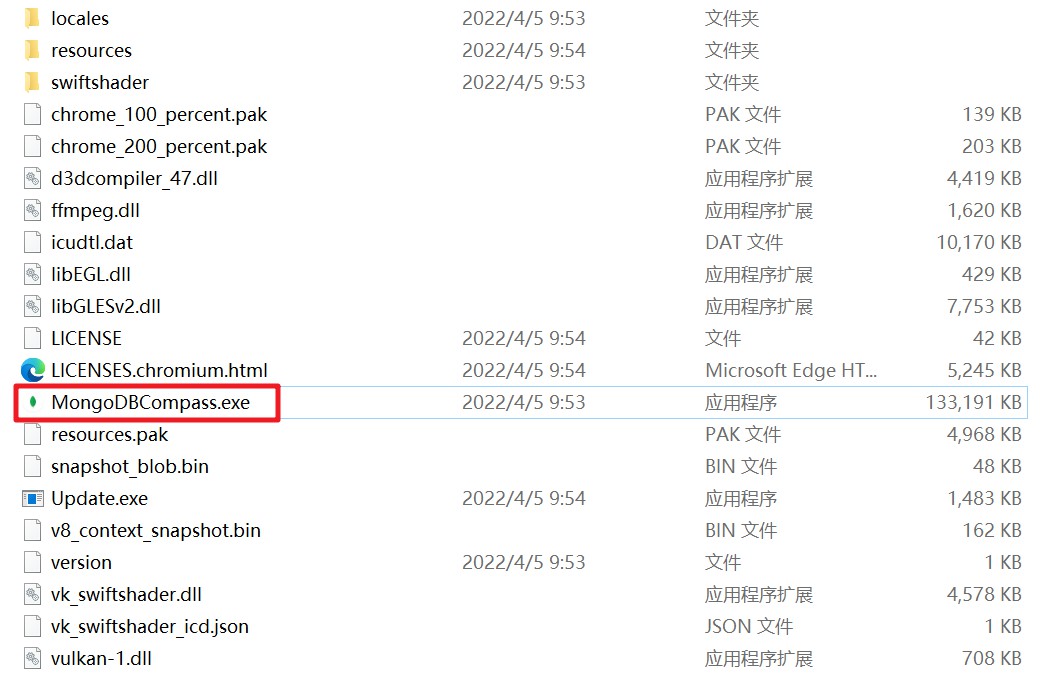 locales 2022/4/5 9:53 文件夹
resources 2022/4/5 9:54 文件夹
swiftshader 2022/4/5 9:53 文件夹
chrome_100_percent.pak PAK 文件 139 KB
chrome_200_percent.pak PAK 文件 203 KB
d3dcompiler_47.dll 应用程序扩展 4,419 KB
ffmpeg.dll 应用程序扩展 1,620 KB
icudtl.dat DAT 文件 10,170 KB
libEGL.dll 应用程序扩展 429 KB
libGLESv2.dll 应用程序扩展 7,753 KB
LICENSE 2022/4/5 9:54 文件 42 KB
LICENSES.chromium.html 2022/4/5 9:54 Microsoft Edge HT... 5,245 KB
MongoDBCompass.exe 2022/4/5 9:53 应用程序 133,191 KB
resources.pak PAK 文件 4,968 KB
snapshot_blob.bin BIN 文件 48 KB
Update.exe 2022/4/5 9:54 应用程序 1,483 KB
v8_context_snapshot.bin BIN 文件 162 KB
version 2022/4/5 9:53 文件 1 KB
vk_swiftshader.dll 应用程序扩展 4,578 KB
vk_swiftshader_icd.json JSON 文件 1 KB
vulkan-1.dll 应用程序扩展 708 KB